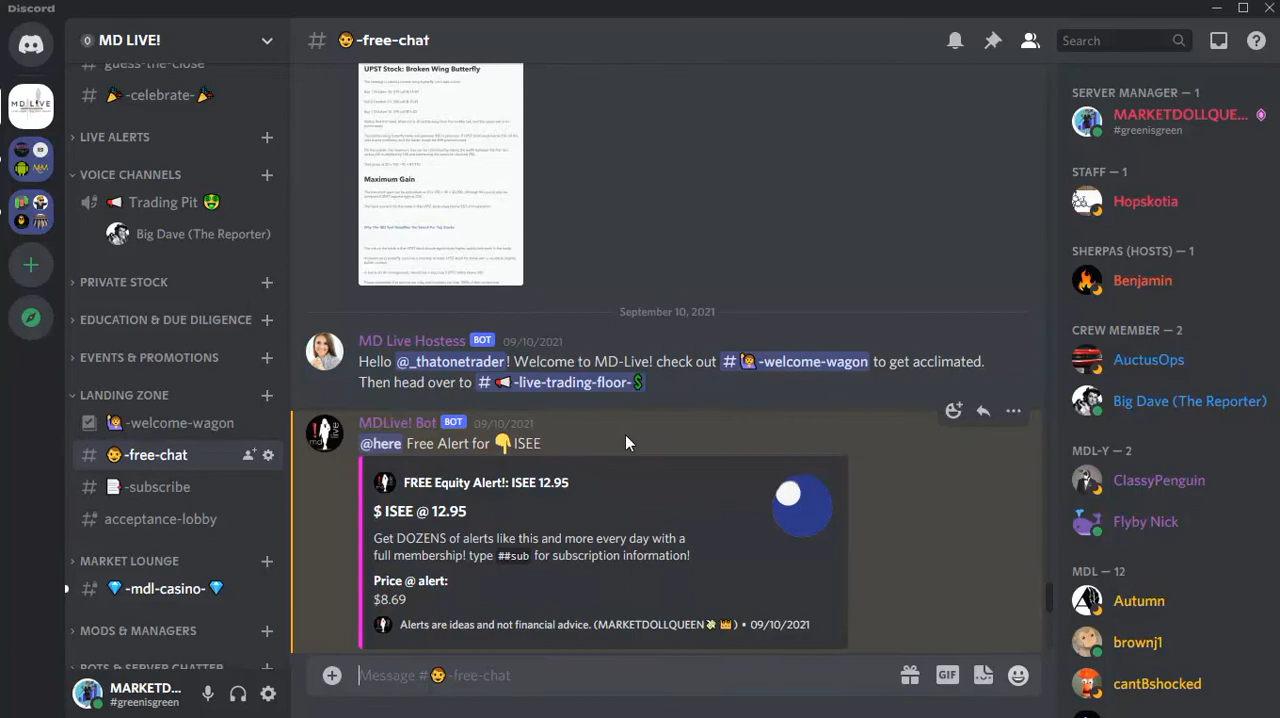 Discord
MD LIVE!
guess-the-close
-celebrate-
LIVE ALERTS
VOICE CHANNELS
Trading Pit
Big Dave (The Reporter)
PRIVATE STOCK
EDUCATION & DUE DILIGENCE
EVENTS & PROMOTIONS
LANDING ZONE
-welcome-wagon
-free-chat
-subscribe
acceptance-lobby
MARKET LOUNGE
-mdl-casino-
MODS & MANAGERS
BOTS & SERVER CHATTER
MARKETD...
#greenisgreen
# -free-chat
Search
UPST Stock: Broken Wing Butterfly
Maximum Gain
September 10, 2021
MD Live Hostess BOT 09/10/2021
Hello @_thatonetrader! Welcome to MD-Live! check out # -welcome-wagon to get acclimated.
Then head over to # -live-trading-floor-
MDLive! Bot BOT 09/10/2021
@here Free Alert for ISEE
FREE Equity Alert!: ISEE 12.95
$ ISEE @ 12.95
Get DOZENS of alerts like this and more every day with a
full membership! type ##sub for subscription information!
Price @ alert:
$8.69
Alerts are ideas and not financial advice. (MARKETDOLLQUEEN ) • 09/10/2021
Message # -free-chat
GIF
SERVER MANAGER — 1
MARKETDOLLQUE...
#greenisgreen
STAFF — 1
Hopskotia
SHERPAS (HOSTS) — 1
Benjamin
CREW MEMBER — 2
AuctusOps
Big Dave (The Reporter)
MDL-Y — 2
ClassyPenguin
Flyby Nick
MDL — 12
Autumn
brownj1
cantBshocked